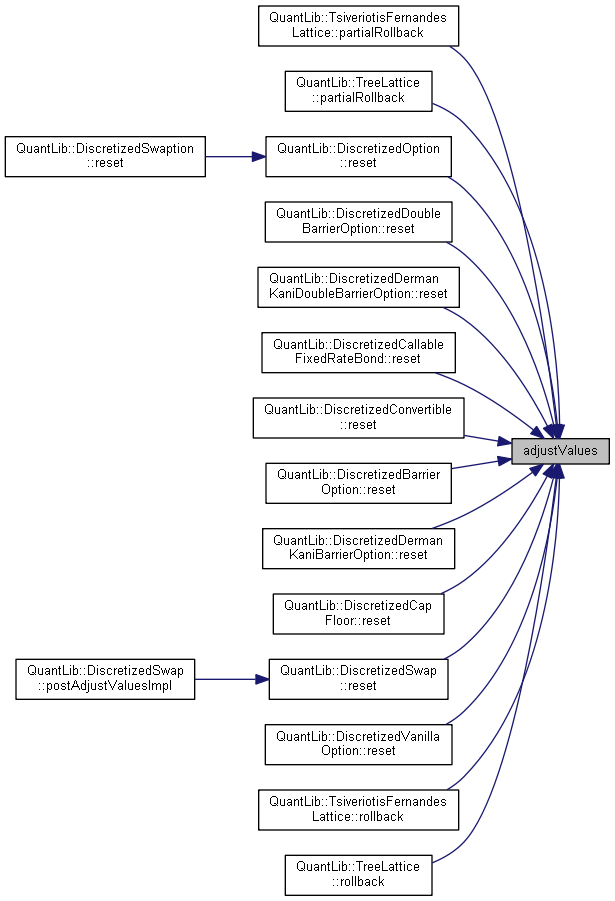 QuantLib::TsiveriotisFernandes
Lattice::partialRollback
QuantLib::TreeLattice
::partialRollback
QuantLib::DiscretizedSwaption
::reset
QuantLib::DiscretizedOption
::reset
QuantLib::DiscretizedDouble
BarrierOption::reset
QuantLib::DiscretizedDerman
KaniDoubleBarrierOption::reset
QuantLib::DiscretizedCallable
FixedRateBond::reset
QuantLib::DiscretizedConvertible
::reset
adjustValues
QuantLib::DiscretizedBarrier
Option::reset
QuantLib::DiscretizedDerman
KaniBarrierOption::reset
QuantLib::DiscretizedCap
Floor::reset
QuantLib::DiscretizedSwap
::postAdjustValuesImpl
QuantLib::DiscretizedSwap
::reset
QuantLib::DiscretizedVanilla
Option::reset
QuantLib::TsiveriotisFernandes
Lattice::rollback
QuantLib::TreeLattice
::rollback